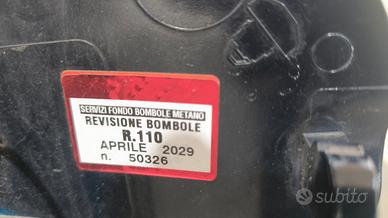 SERVIZI FONDO BOMBOLE METANO
REVISIONE BOMBOLE
R.110
APRILE 2029
n. 50326
subito